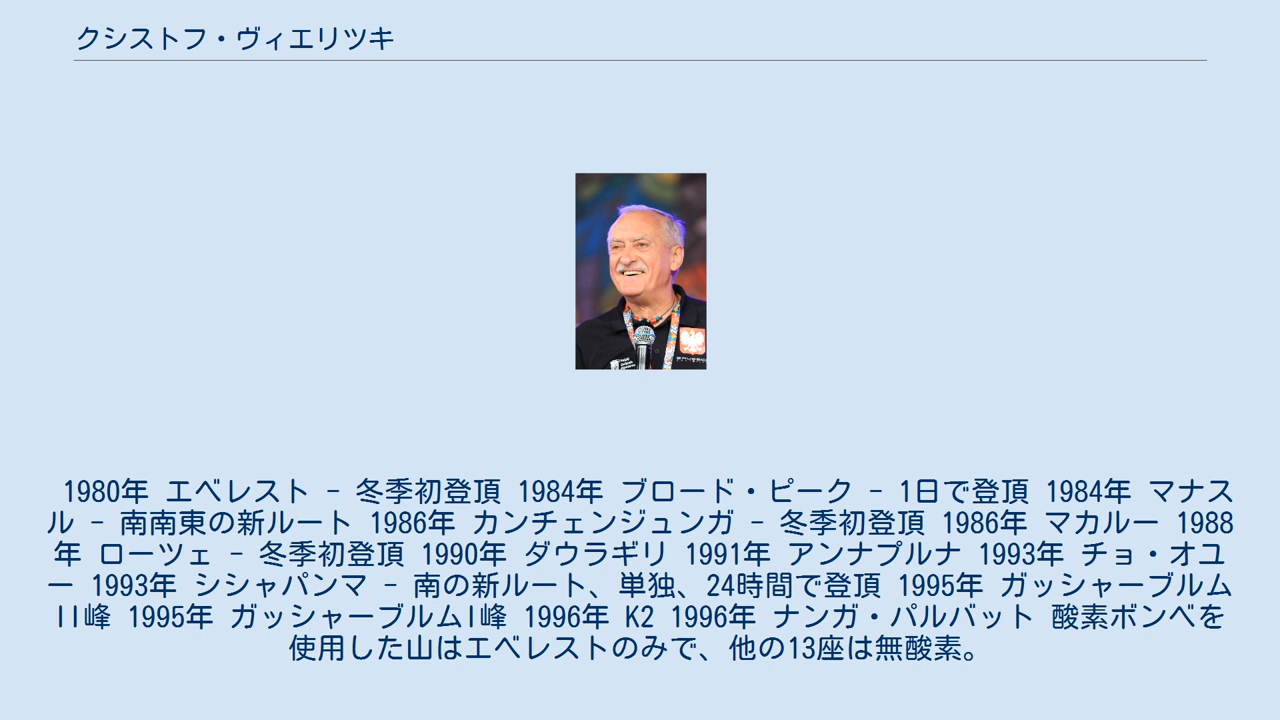 クシストフ・ヴィエリツキ
1980年 エベレスト - 冬季初登頂 1984年 ブロード・ピーク - 1日で登頂 1984年 マナス
ル - 南南東の新ルート 1986年 カンチェンジュンガ - 冬季初登頂 1986年 マカルー 1988
年 ローツェ - 冬季初登頂 1990年 ダウラギリ 1991年 アンナプルナ 1993年 チョ・オユ
ー 1993年 シシャパンマ - 南の新ルート、単独、24時間で登頂 1995年 ガッシャーブルム
II峰 1995年 ガッシャーブルムI峰 1996年 K2 1996年 ナンガ・パルバット 酸素ボンベを
使用した山はエベレストのみで、他の13座は無酸素。